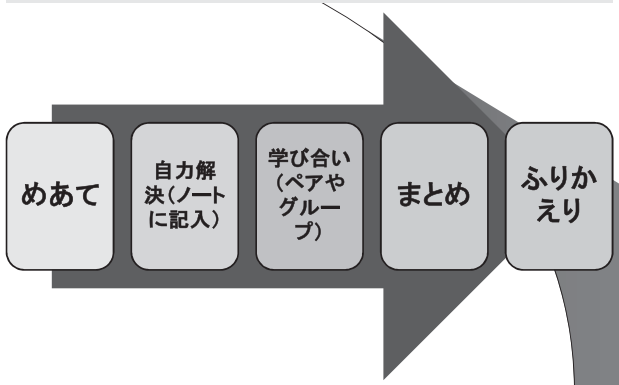 めあて
自力解
決(ノート
に記入)
学び合い
(ペアや
グルー
プ)
まとめ
ふりか
えり